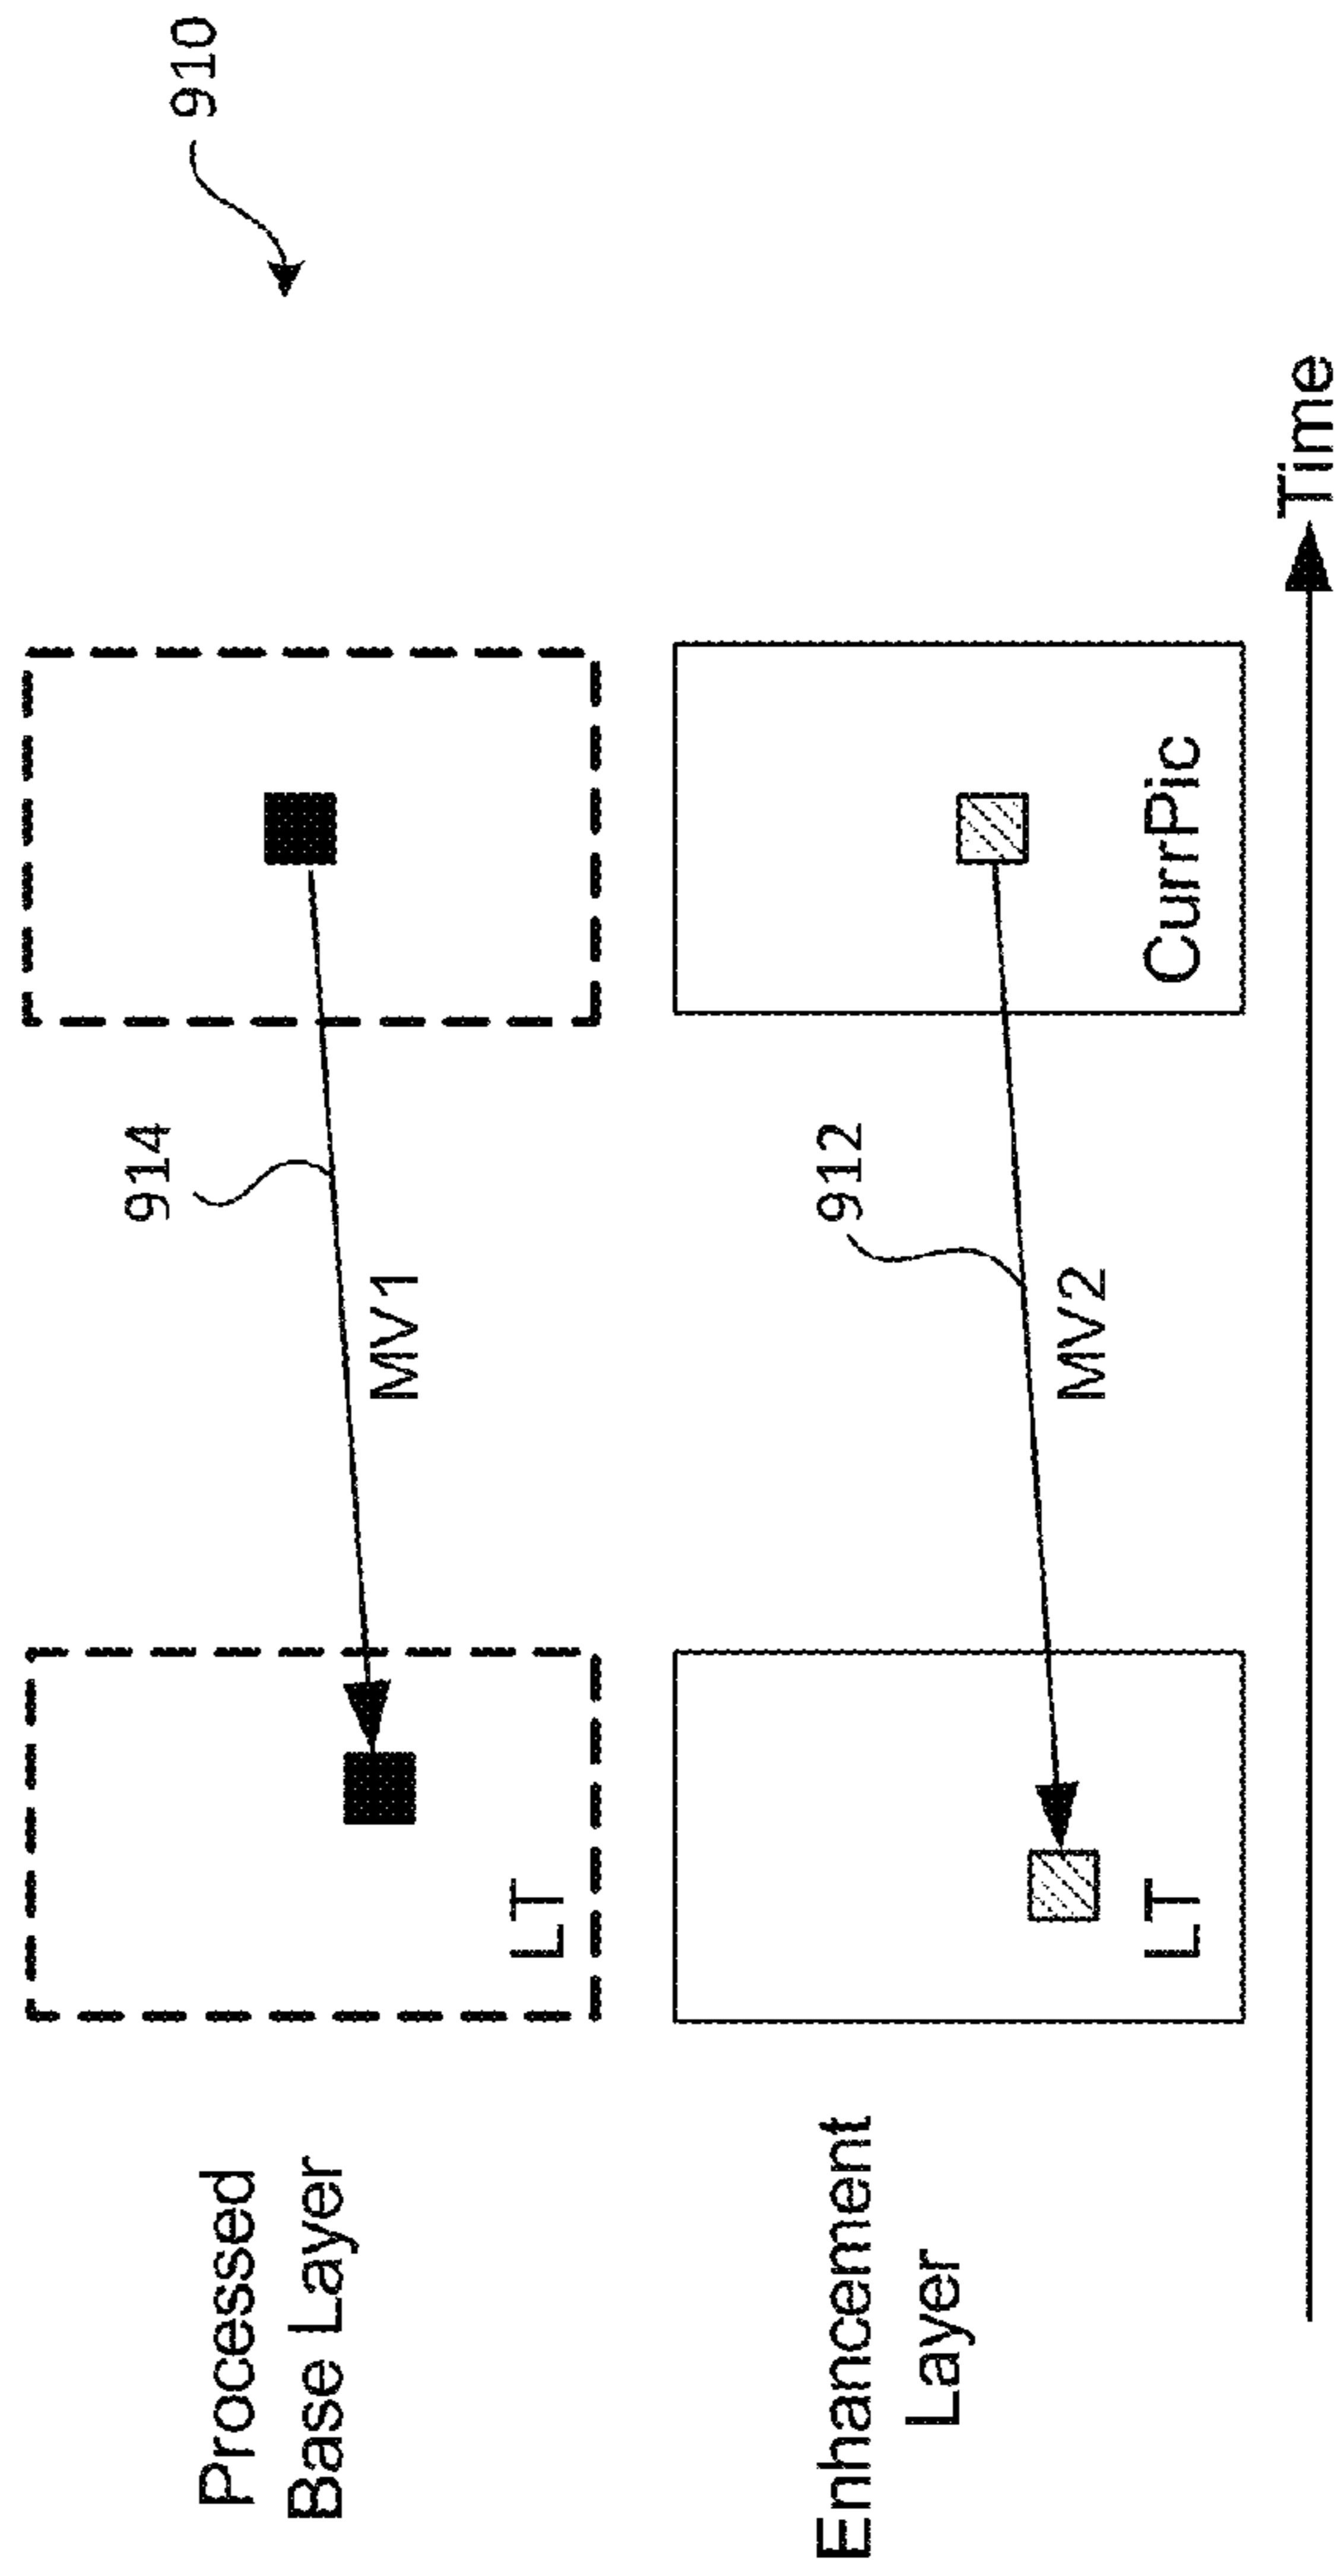 910
Processed
Base Layer
LT
914
MV1
Enhancement
Layer
LT
912
MV2
CurrPic
Time